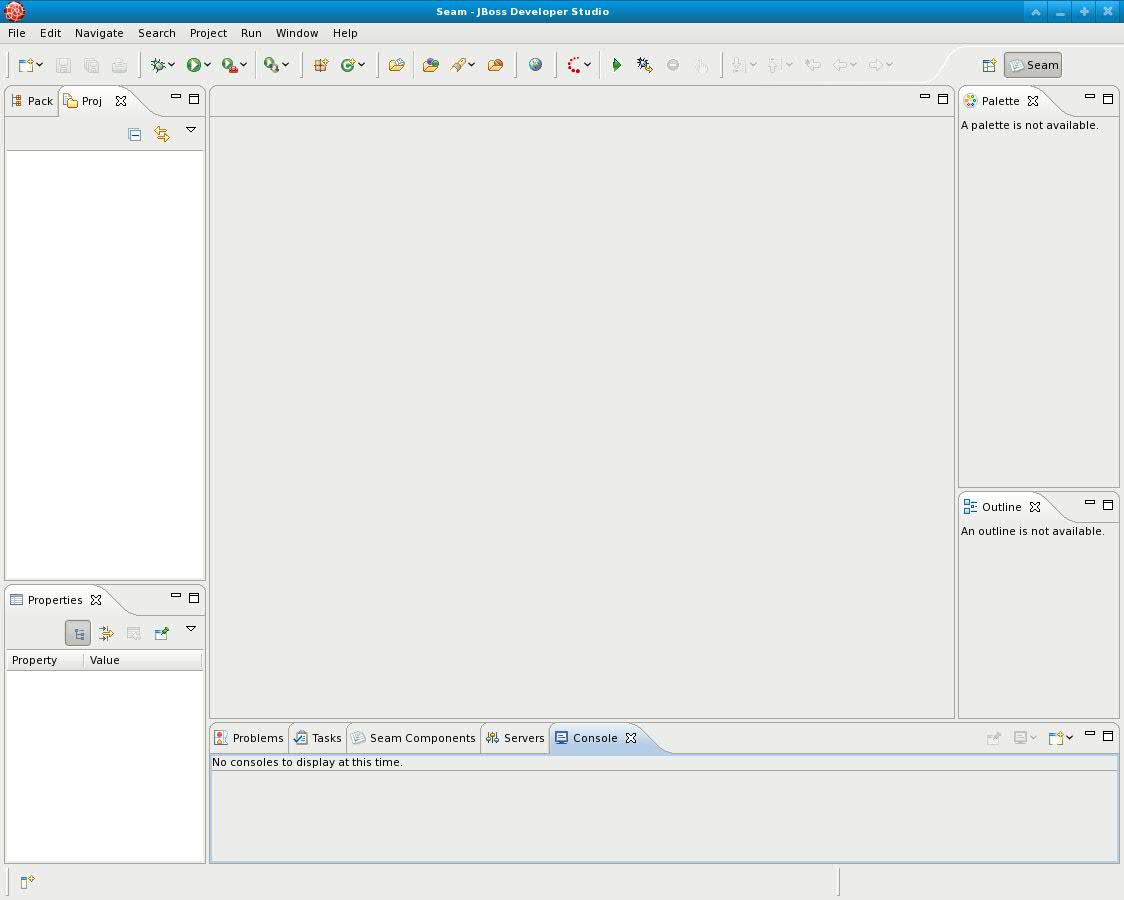 Seam - JBoss Developer Studio
File Edit Navigate Search Project Run Window Help
Seam
Pack Proj
Palette
A palette is not available.
Outline
An outline is not available.
Properties
Property Value
Problems Tasks Seam Components Servers Console
No consoles to display at this time.